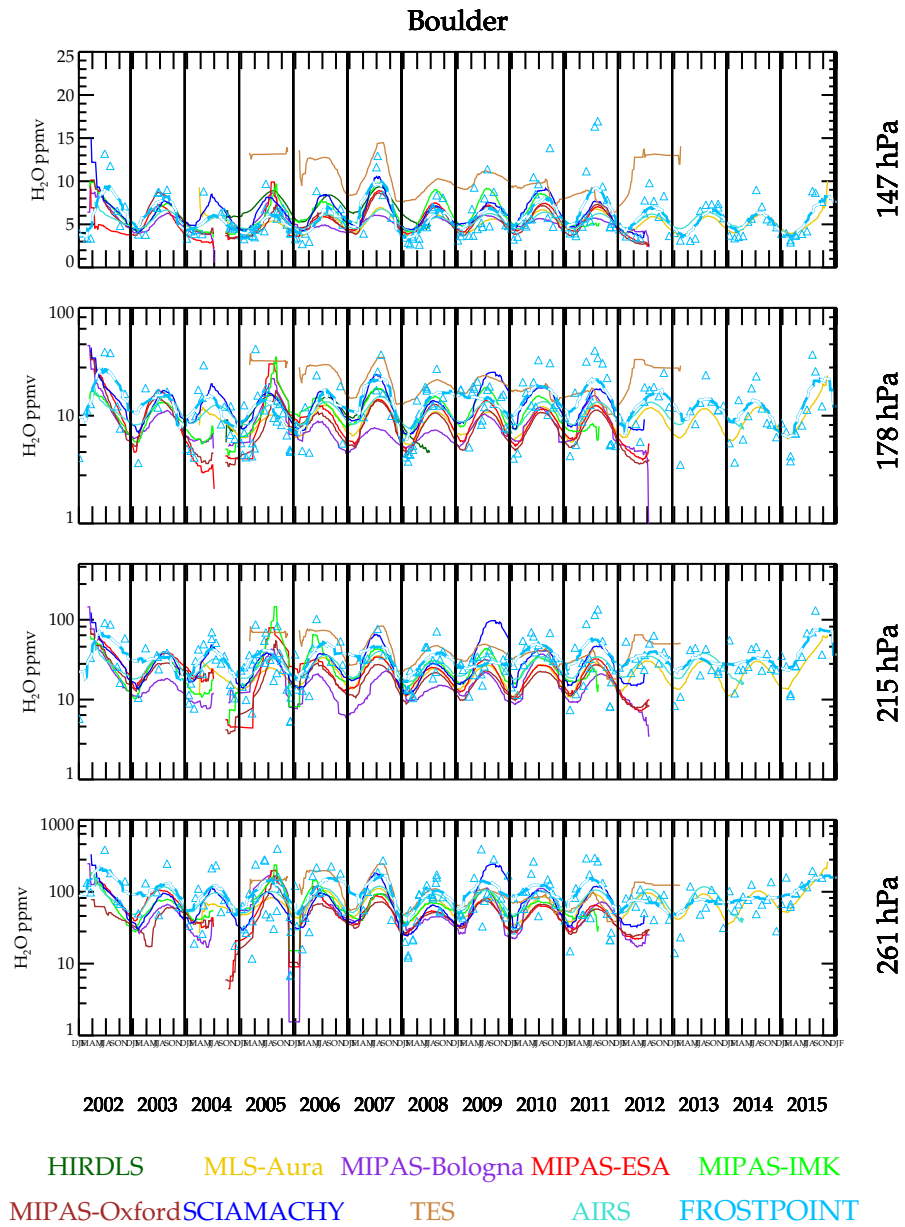 Boulder
25
20
15
10
5
0
H₂O ppmv
147 hPa
100
10
1
H₂O ppmv
178 hPa
100
10
1
H₂O ppmv
215 hPa
1000
100
10
1
H₂O ppmv
261 hPa
2002 2003 2004 2005 2006 2007 2008 2009 2010 2011 2012 2013 2014 2015
HIRDLS MLS-Aura MIPAS-Bologna MIPAS-ESA MIPAS-IMK
MIPAS-Oxford SCIAMACHY TES AIRS FROSTPOINT